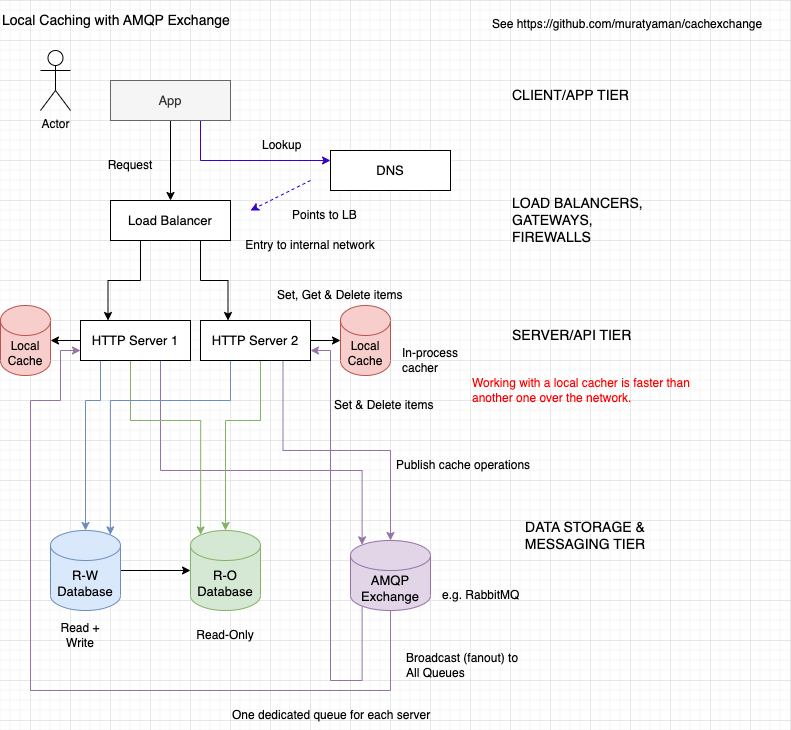 Local Caching with AMQP Exchange
See https://github.com/muratyaman/cachexchange
App
CLIENT/APP TIER
Actor
Lookup
Request
DNS
Points to LB
LOAD BALANCERS,
GATEWAYS,
FIREWALLS
Load Balancer
Entry to internal network
Set, Get & Delete items
Local
Cache
HTTP Server 1
HTTP Server 2
Local
Cache
SERVER/API TIER
In-process
cacher
Working with a local cacher is faster than
another one over the network.
Set & Delete items
Publish cache operations
DATA STORAGE &
MESSAGING TIER
R-W
Database
R-O
Database
AMQP
Exchange
e.g. RabbitMQ
Read +
Write
Read-Only
Broadcast (fanout) to
All Queues
One dedicated queue for each server